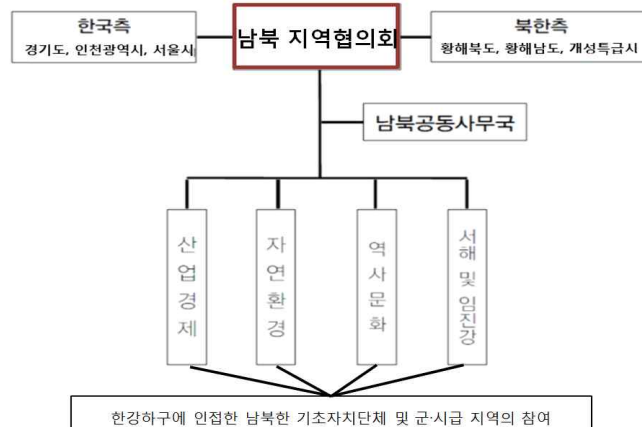 한국측
경기도, 인천광역시, 서울시
남북 지역협의회
북한측
황해북도, 황해남도, 개성특급시
남북공동사무국
산업경제
자연환경
역사문화
서해 및 임진강
한강하구에 인접한 남북한 기초자치단체 및 군·시급 지역의 참여